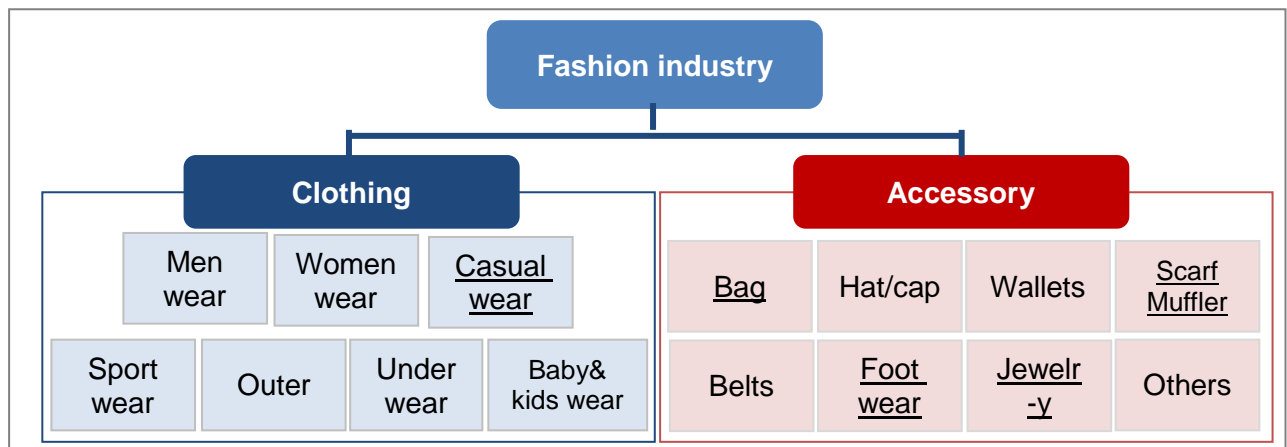 Fashion industry
Clothing
Accessory
Men
wear
Women
wear
Casual
wear
Sport
wear
Outer
Under
wear
Baby&
kids wear
Bag
Hat/cap
Wallets
Scarf
Muffler
Belts
Foot
wear
Jewelr
-y
Others